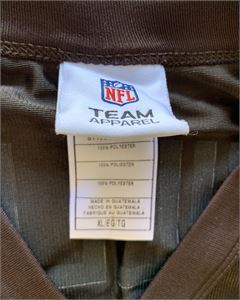 NFL
TEAM
APPAREL
100% POLYESTER
100% POLYESTER
100% POLYESTER
MADE IN GUATEMALA
HECHO EN GUATEMALA
FABRIQUE AU GUATEMALA
XL/EG/TG